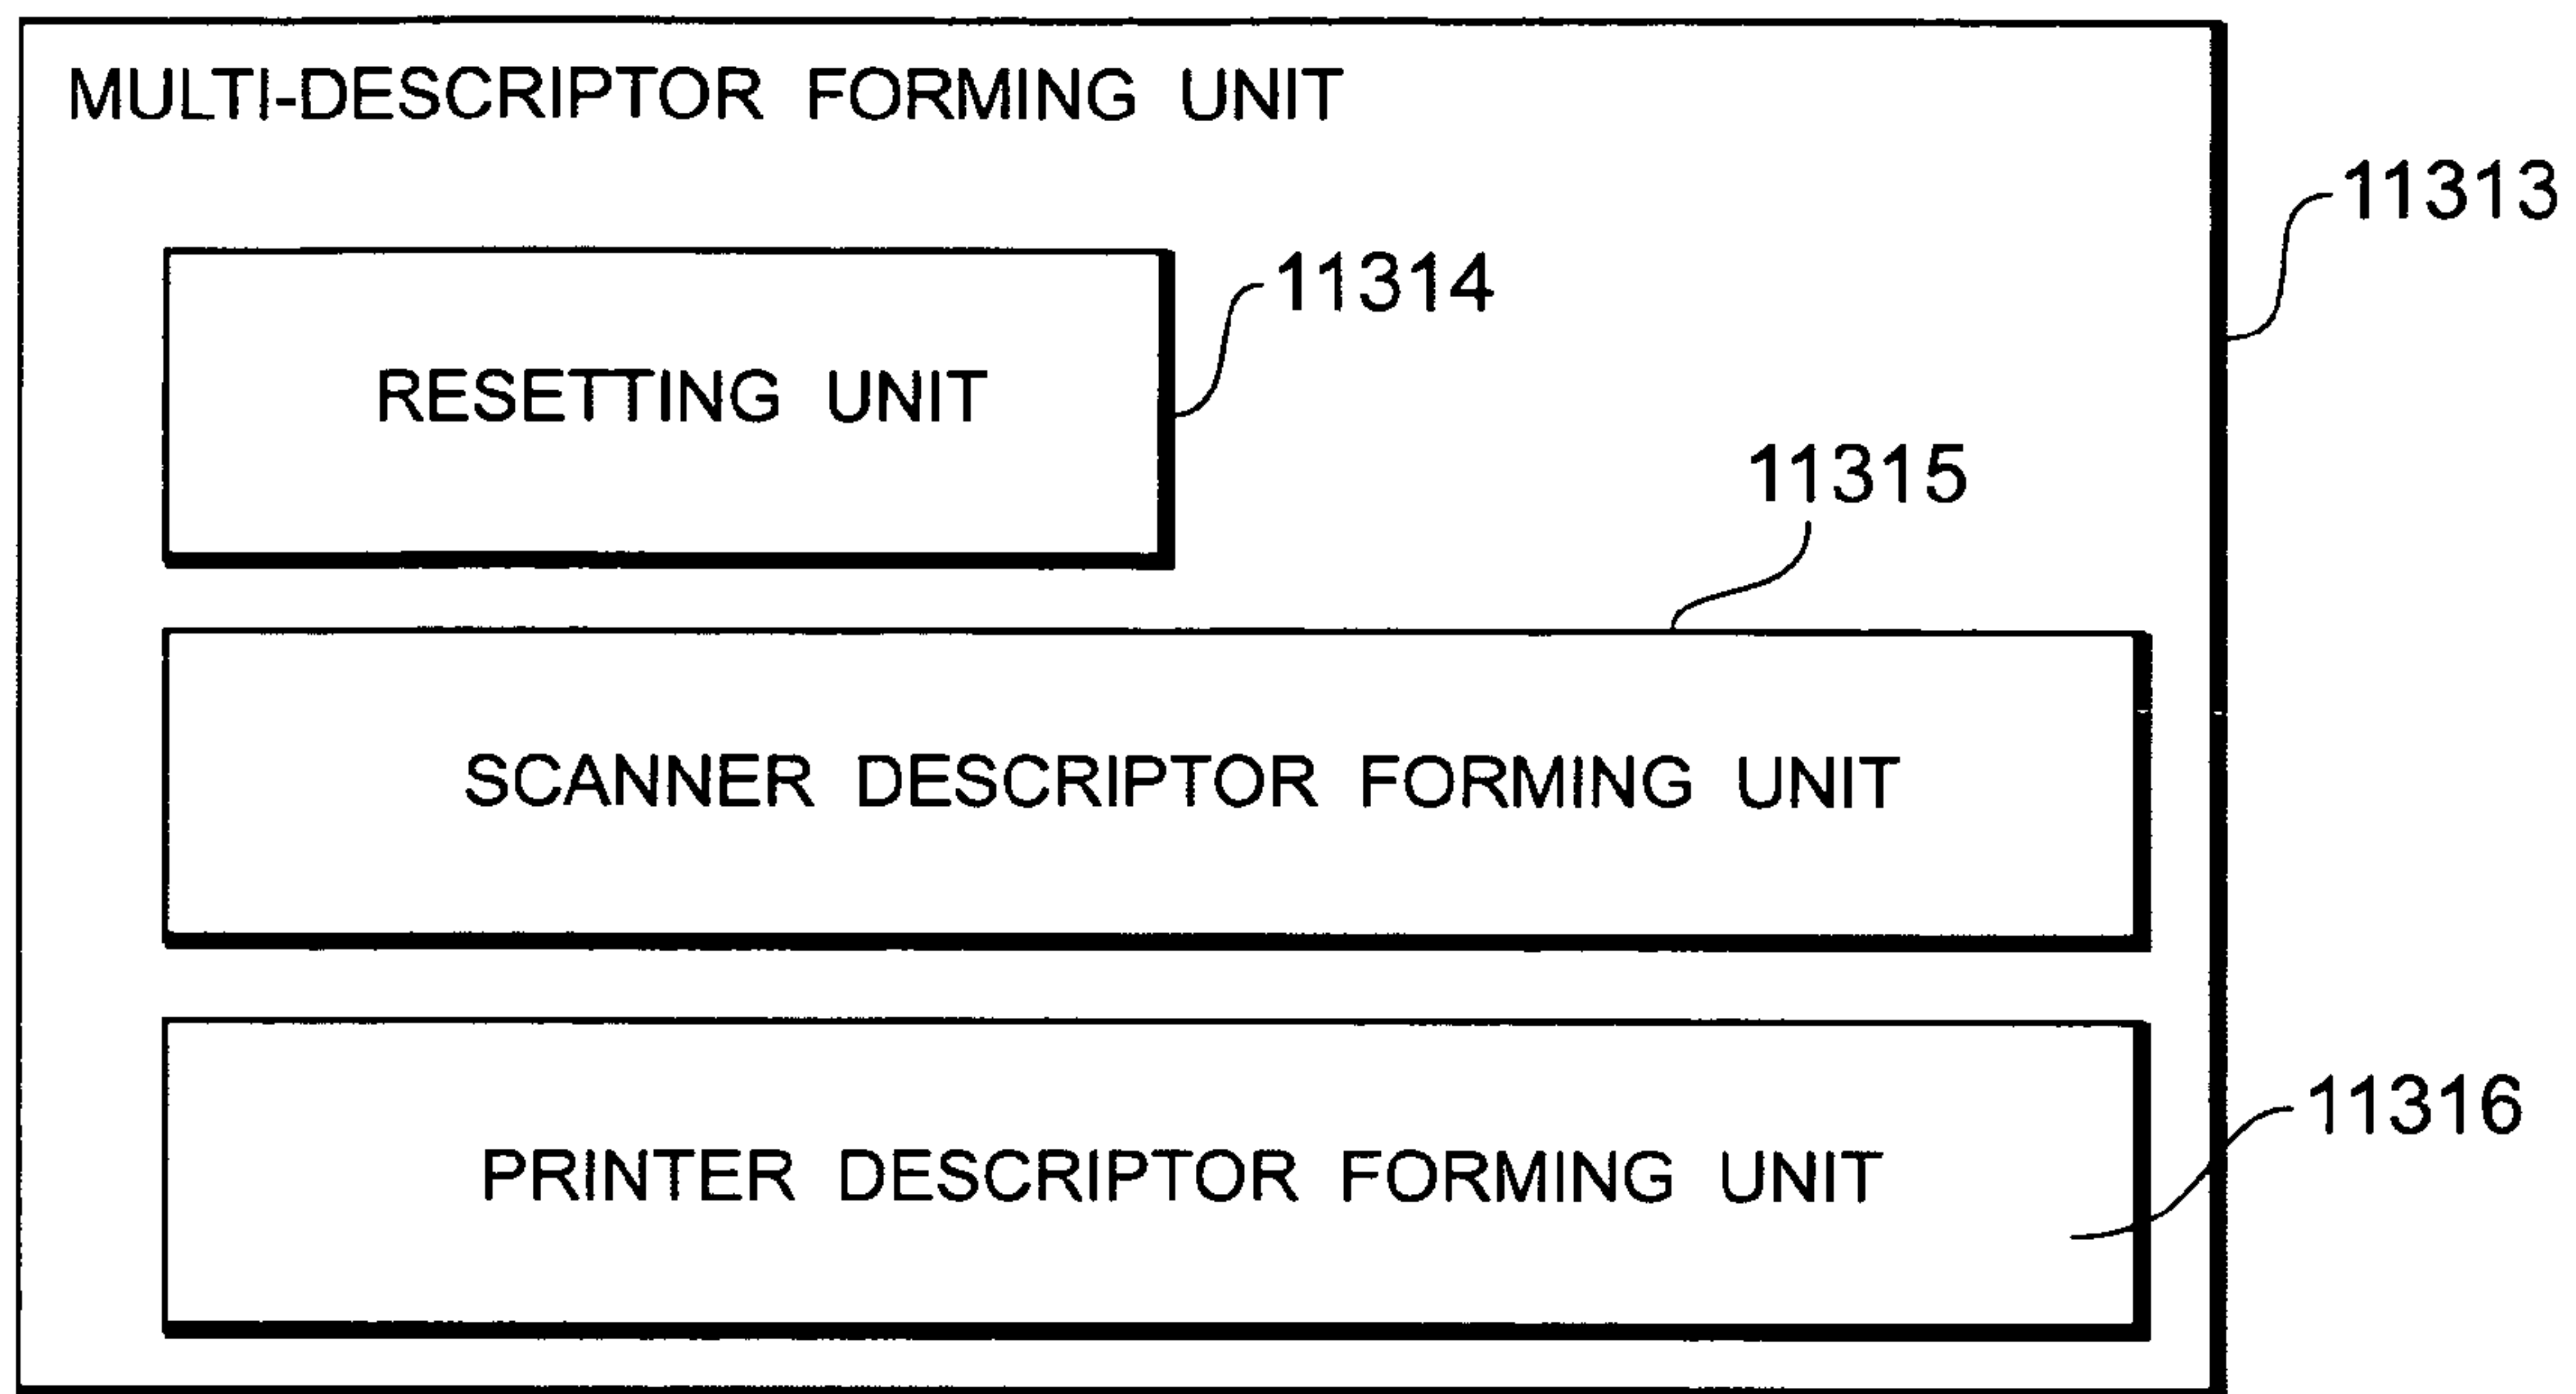 MULTI-DESCRIPTOR FORMING UNIT
11313
11314
RESETTING UNIT
11315
SCANNER DESCRIPTOR FORMING UNIT
11316
PRINTER DESCRIPTOR FORMING UNIT